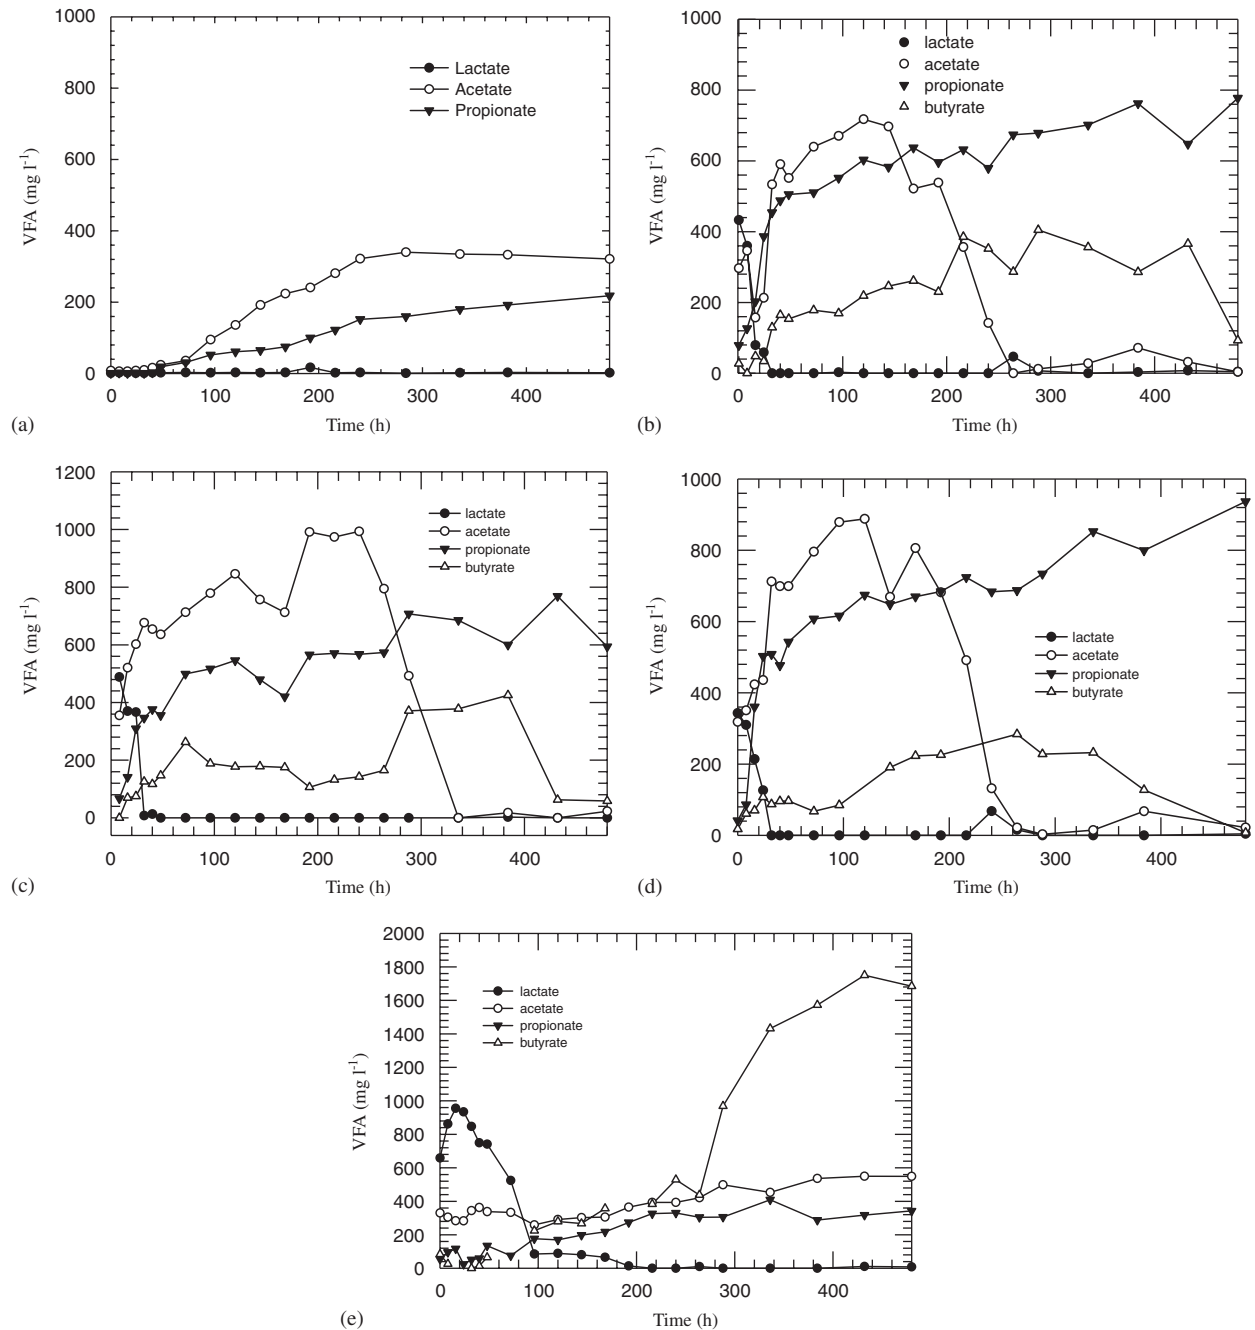 1000
800
600
400
200
0
VFA (mg l-1)
Lactate
Acetate
Propionate
0 100 200 300 400
Time (h)
(a)
1000
800
600
400
200
0
VFA (mg l-1)
lactate
acetate
propionate
butyrate
0 100 200 300 400
Time (h)
(b)
1200
1000
800
600
400
200
0
VFA (mg l-1)
lactate
acetate
propionate
butyrate
0 100 200 300 400
Time (h)
(c)
1000
800
600
400
200
0
VFA (mg l-1)
lactate
acetate
propionate
butyrate
0 100 200 300 400
Time (h)
(d)
2000
1800
1600
1400
1200
1000
800
600
400
200
0
VFA (mg l-1)
lactate
acetate
propionate
butyrate
0 100 200 300 400
Time (h)
(e)